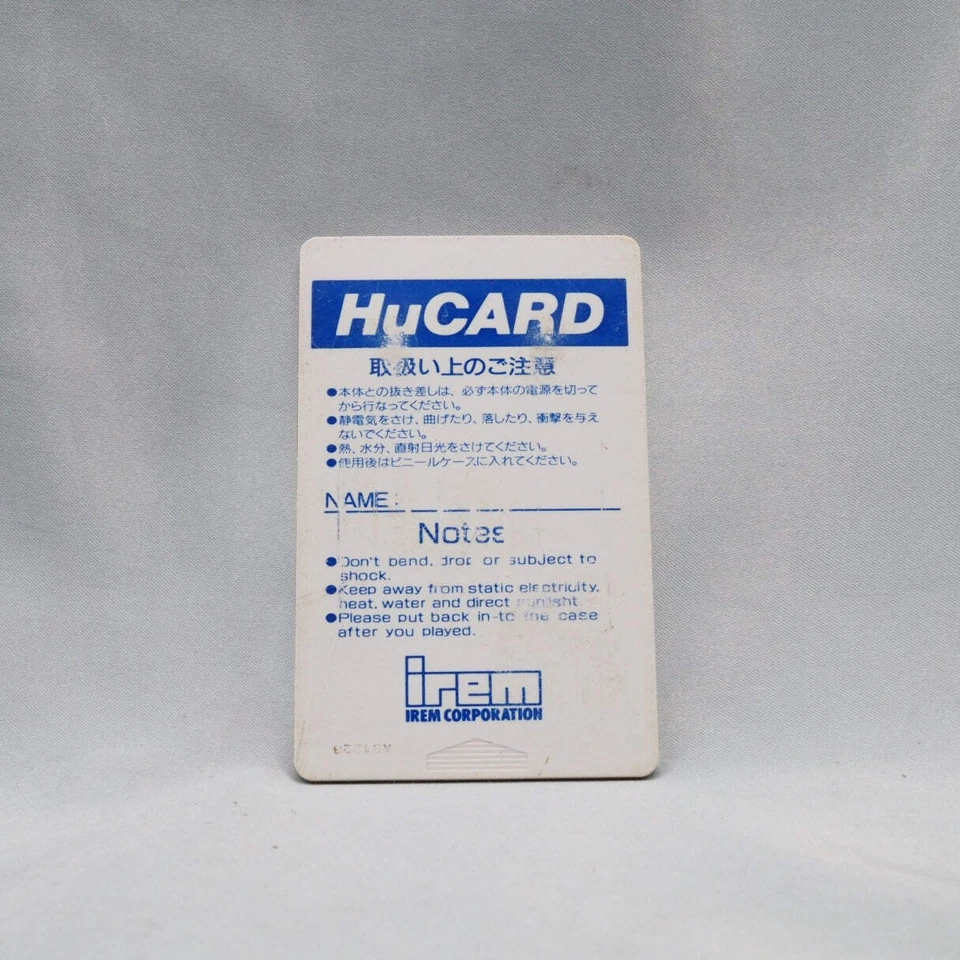 HuCARD
取扱い上のご注意
●本体との抜き差しは、必ず本体の電源を切って
から行なってください。
●静電気をさけ、曲げたり、落したり、衝撃を与え
ないでください。
●熱、水分、直射日光をさけてください。
●使用後はビニールケースに入れてください。
NAME:
Notes
●Don't bend, drop or subject to
shock.
●Keep away from static electricity,
heat, water and direct sunlight.
●Please put back in-to the case
after you played.
irem
IREM CORPORATION